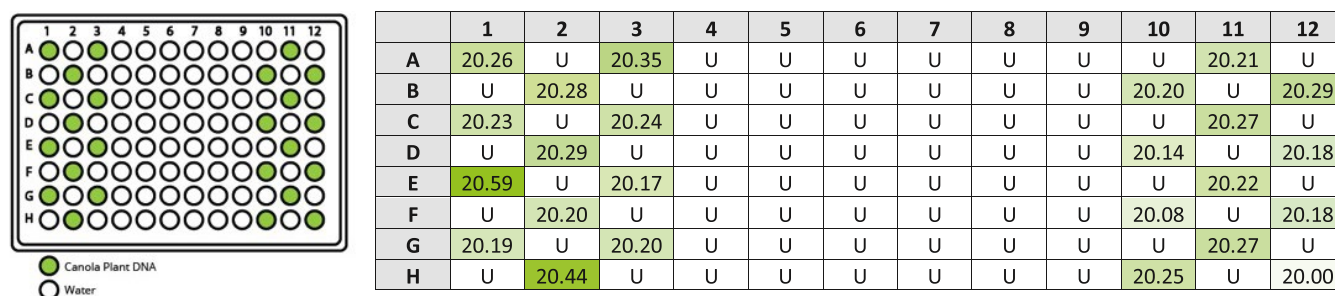 1 2 3 4 5 6 7 8 9 10 11 12
A
B
C
D
E
F
G
H
Canola Plant DNA
Water
1 2 3 4 5 6 7 8 9 10 11 12
A 20.26 U 20.35 U U U U U U U 20.21 U
B U 20.28 U U U U U U U 20.20 U 20.29
C 20.23 U 20.24 U U U U U U U 20.27 U
D U 20.29 U U U U U U U 20.14 U 20.18
E 20.59 U 20.17 U U U U U U U 20.22 U
F U 20.20 U U U U U U U 20.08 U 20.18
G 20.19 U 20.20 U U U U U U U 20.27 U
H U 20.44 U U U U U U U 20.25 U 20.00